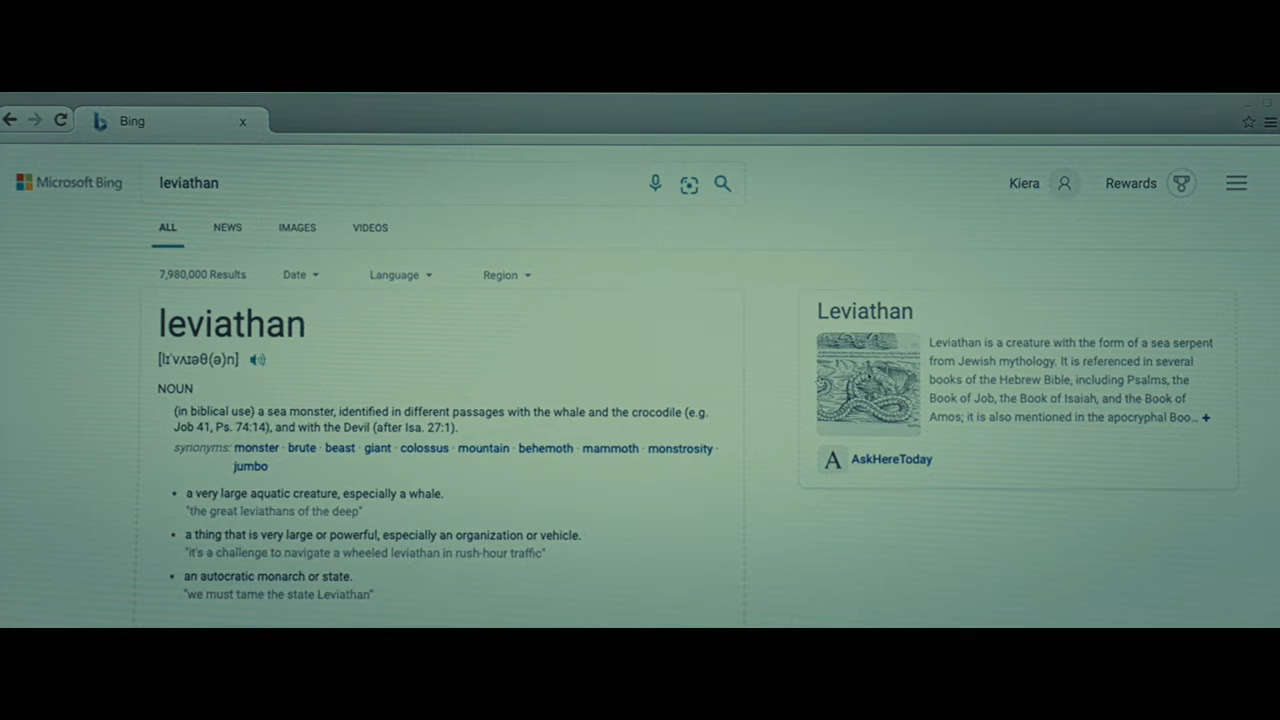 Bing x
Microsoft Bing leviathan Kiera Rewards
ALL NEWS IMAGES VIDEOS
7,980,000 Results Date Language Region
leviathan
[lɪˈvʌɪəθ(ə)n]
NOUN
(in biblical use) a sea monster, identified in different passages with the whale and the crocodile (e.g.
Job 41, Ps. 74:14), and with the Devil (after Isa. 27:1).
synonyms: monster · brute · beast · giant · colossus · mountain · behemoth · mammoth · monstrosity ·
jumbo
• a very large aquatic creature, especially a whale.
"the great leviathans of the deep"
• a thing that is very large or powerful, especially an organization or vehicle.
"it's a challenge to navigate a wheeled leviathan in rush-hour traffic"
• an autocratic monarch or state.
"we must tame the state Leviathan"
Leviathan
Leviathan is a creature with the form of a sea serpent
from Jewish mythology. It is referenced in several
books of the Hebrew Bible, including Psalms, the
Book of Job, the Book of Isaiah, and the Book of
Amos; it is also mentioned in the apocryphal Boo... +
A AskHereToday